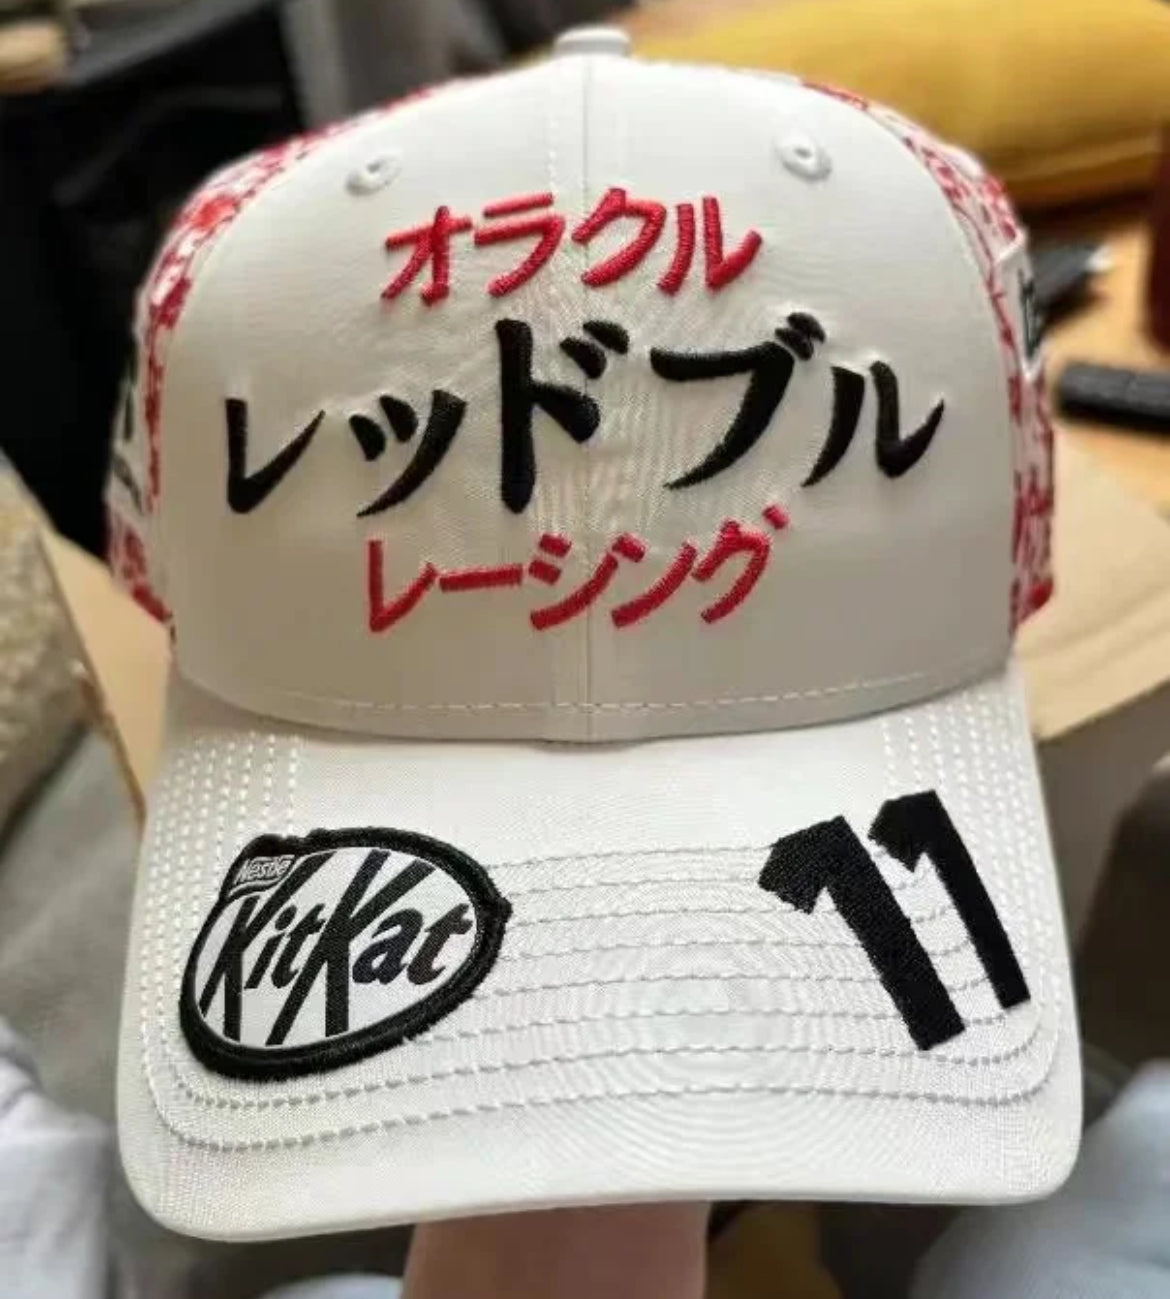 オラクル
レッドブル
レーシング
Nestlé
KitKat
11